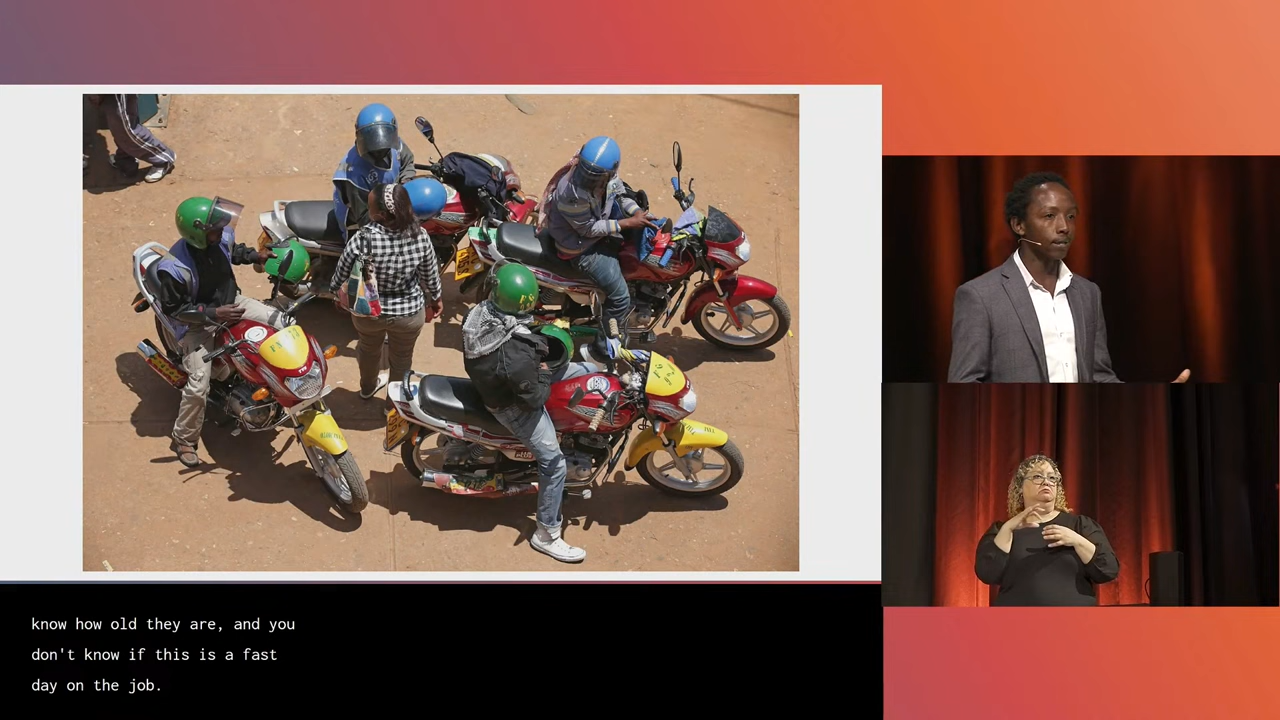 know how old they are, and you
don't know if this is a fast
day on the job.